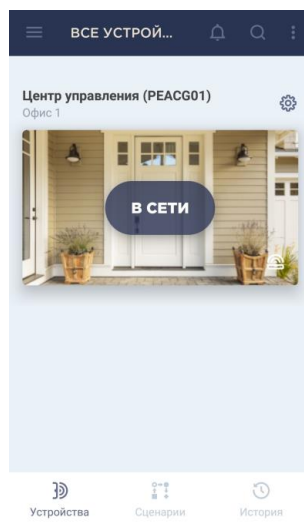 ВСЕ УСТРОЙ...
Центр управления (PEACG01)
Офис 1
В СЕТИ
Устройства
Сценарии
История